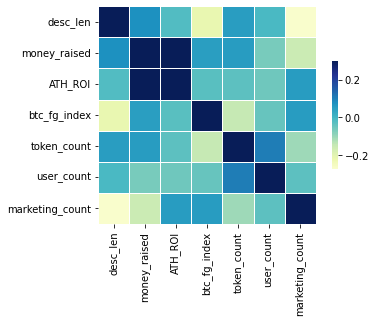 desc_len
money_raised
ATH_ROI
btc_fg_index
token_count
user_count
marketing_count
0.2
0.0
−0.2
desc_len
money_raised
ATH_ROI
btc_fg_index
token_count
user_count
marketing_count